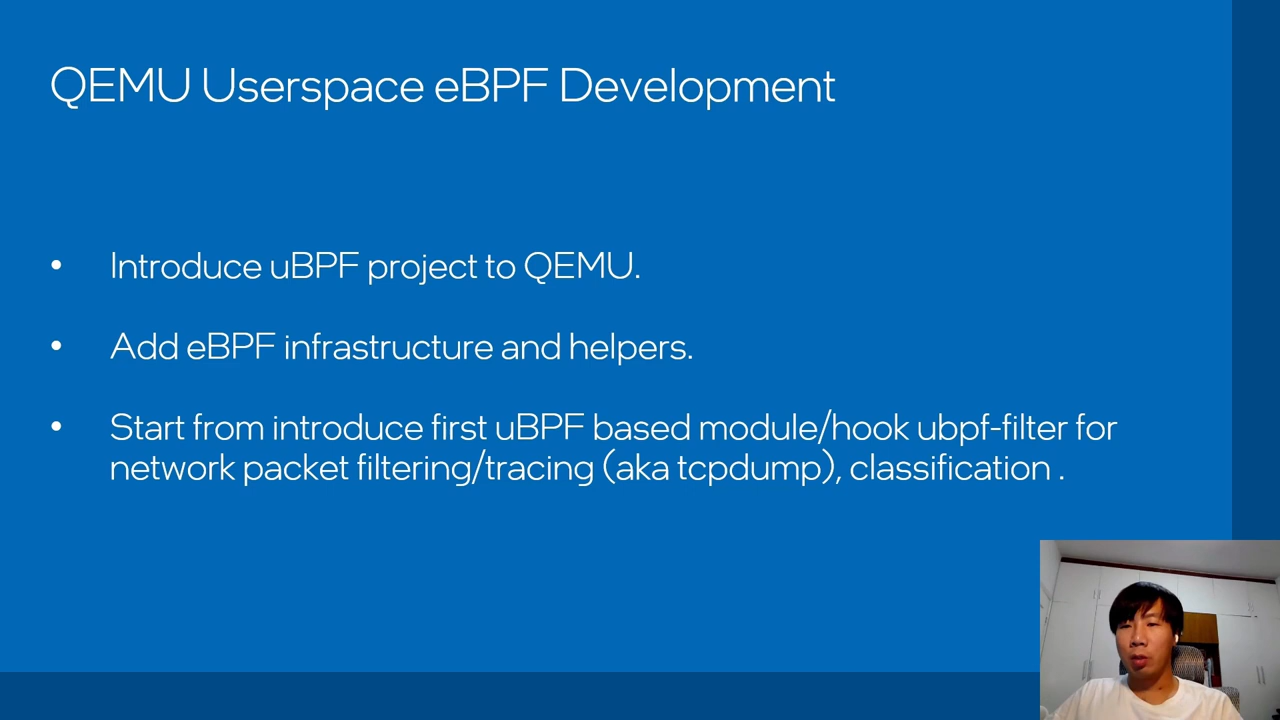 QEMU Userspace eBPF Development
• Introduce uBPF project to QEMU.
• Add eBPF infrastructure and helpers.
• Start from introduce first uBPF based module/hook ubpf-filter for
network packet filtering/tracing (aka tcpdump), classification .